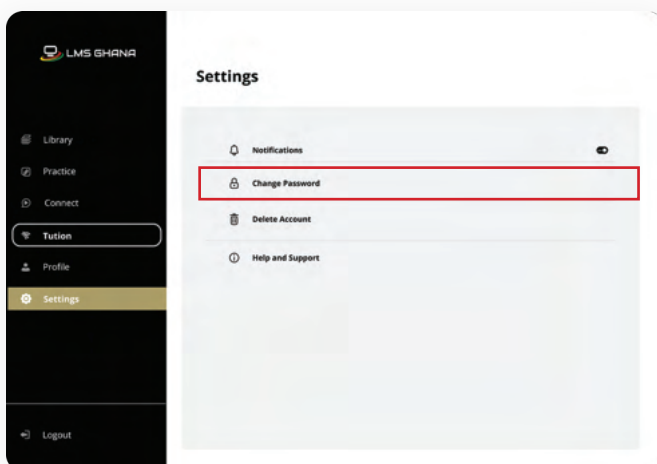 LMS GHANA
Library
Practice
Connect
Tution
Profile
Settings
Logout
Settings
Notifications
Change Password
Delete Account
Help and Support